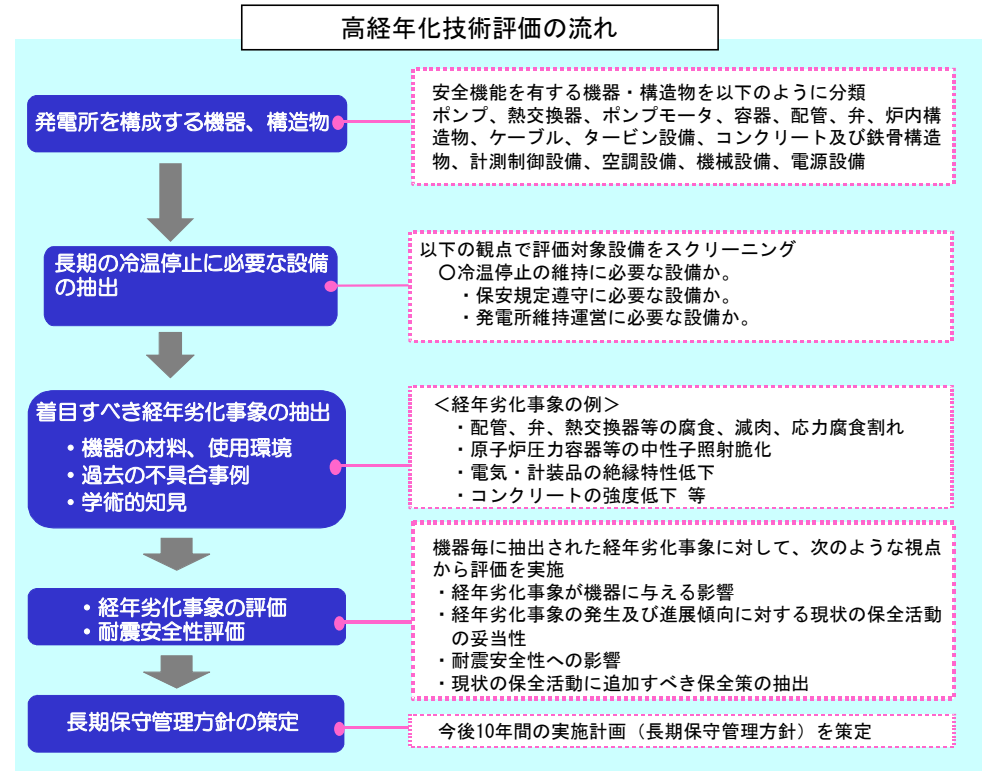 高経年化技術評価の流れ
発電所を構成する機器、構造物
安全機能を有する機器・構造物を以下のように分類
ポンプ、熱交換器、ポンプモータ、容器、配管、弁、炉内構
造物、ケーブル、タービン設備、コンクリート及び鉄骨構造
物、計測制御設備、空調設備、機械設備、電源設備
長期の冷温停止に必要な設備
の抽出
以下の観点で評価対象設備をスクリーニング
〇冷温停止の維持に必要な設備か。
・保安規定遵守に必要な設備か。
・発電所維持運営に必要な設備か。
着目すべき経年劣化事象の抽出
・機器の材料、使用環境
・過去の不具合事例
・学術的知見
＜経年劣化事象の例＞
・配管、弁、熱交換器等の腐食、減肉、応力腐食割れ
・原子炉圧力容器等の中性子照射脆化
・電気・計装品の絶縁特性低下
・コンクリートの強度低下 等
・経年劣化事象の評価
・耐震安全性評価
機器毎に抽出された経年劣化事象に対して、次のような視点
から評価を実施
・経年劣化事象が機器に与える影響
・経年劣化事象の発生及び進展傾向に対する現状の保全活動
の妥当性
・耐震安全性への影響
・現状の保全活動に追加すべき保全策の抽出
長期保守管理方針の策定
今後10年間の実施計画（長期保守管理方針）を策定